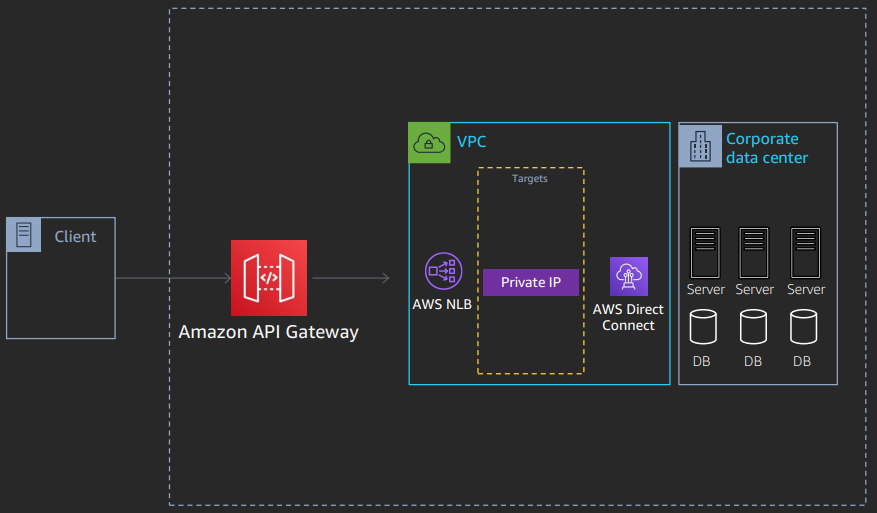 VPC
Corporate
data center
Targets
Client
Private IP
Server
Server
Server
AWS NLB
AWS Direct
Connect
Amazon API Gateway
DB
DB
DB